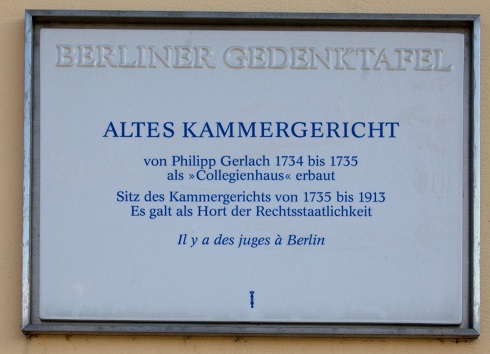 BERLINER GEDENKTAFEL
ALTES KAMMERGERICHT
von Philipp Gerlach 1734 bis 1735
als »Collegienhaus« erbaut
Sitz des Kammergerichts von 1735 bis 1913
Es galt als Hort der Rechtsstaatlichkeit
Il y a des juges à Berlin